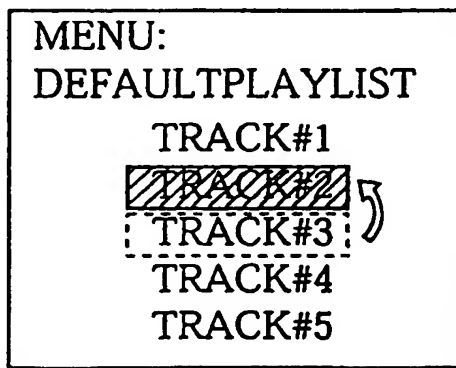 MENU:
DEFAULTPLAYLIST
TRACK#1
TRACK#2
TRACK#3
TRACK#4
TRACK#5